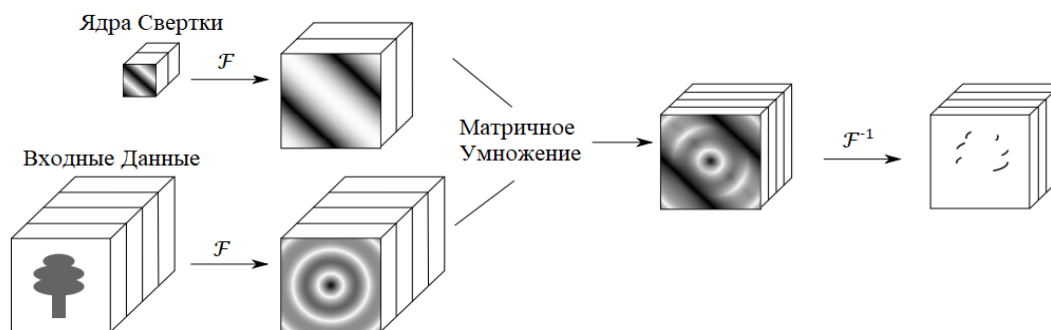 Ядра Свертки
ℱ
Матричное
Умножение
ℱ⁻¹
Входные Данные
ℱ